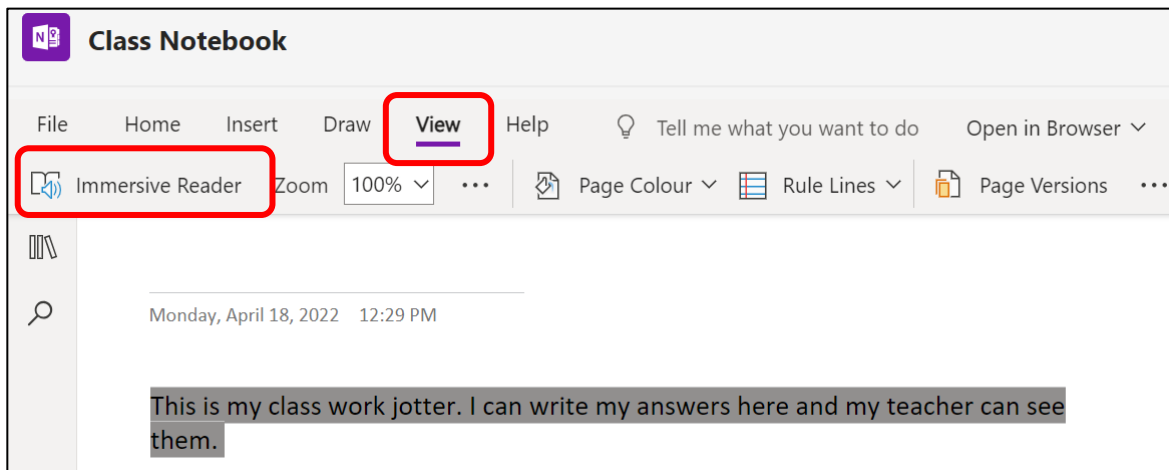 Class Notebook
File Home Insert Draw View Help Tell me what you want to do Open in Browser
Immersive Reader Zoom 100% ... Page Colour Rule Lines Page Versions ...
Monday, April 18, 2022 12:29 PM
This is my class work jotter. I can write my answers here and my teacher can see
them.